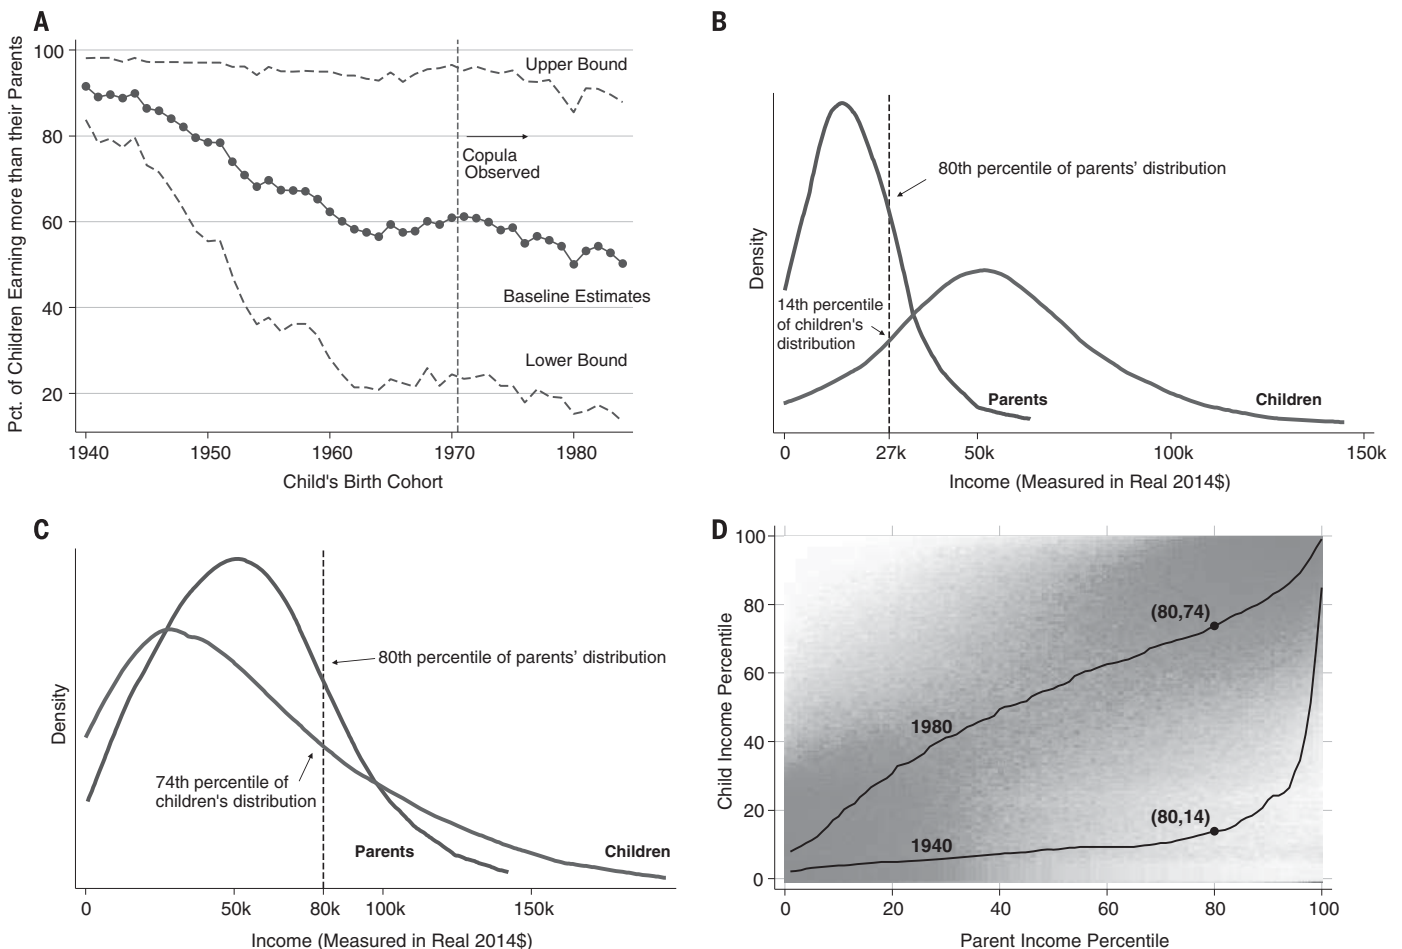 A
Pct. of Children Earning more than their Parents
100
80
60
40
20
Upper Bound
Copula
Observed
Baseline Estimates
Lower Bound
1940
1950
1960
1970
1980
Child's Birth Cohort
B
Density
80th percentile of parents’ distribution
14th percentile
of children's
distribution
Parents
Children
0
27k
50k
100k
150k
Income (Measured in Real 2014$)
C
Density
80th percentile of parents’ distribution
74th percentile of
children's distribution
Parents
Children
0
50k
80k
100k
150k
Income (Measured in Real 2014$)
D
Child Income Percentile
100
80
60
40
20
0
(80,74)
1980
(80,14)
1940
0
20
40
60
80
100
Parent Income Percentile